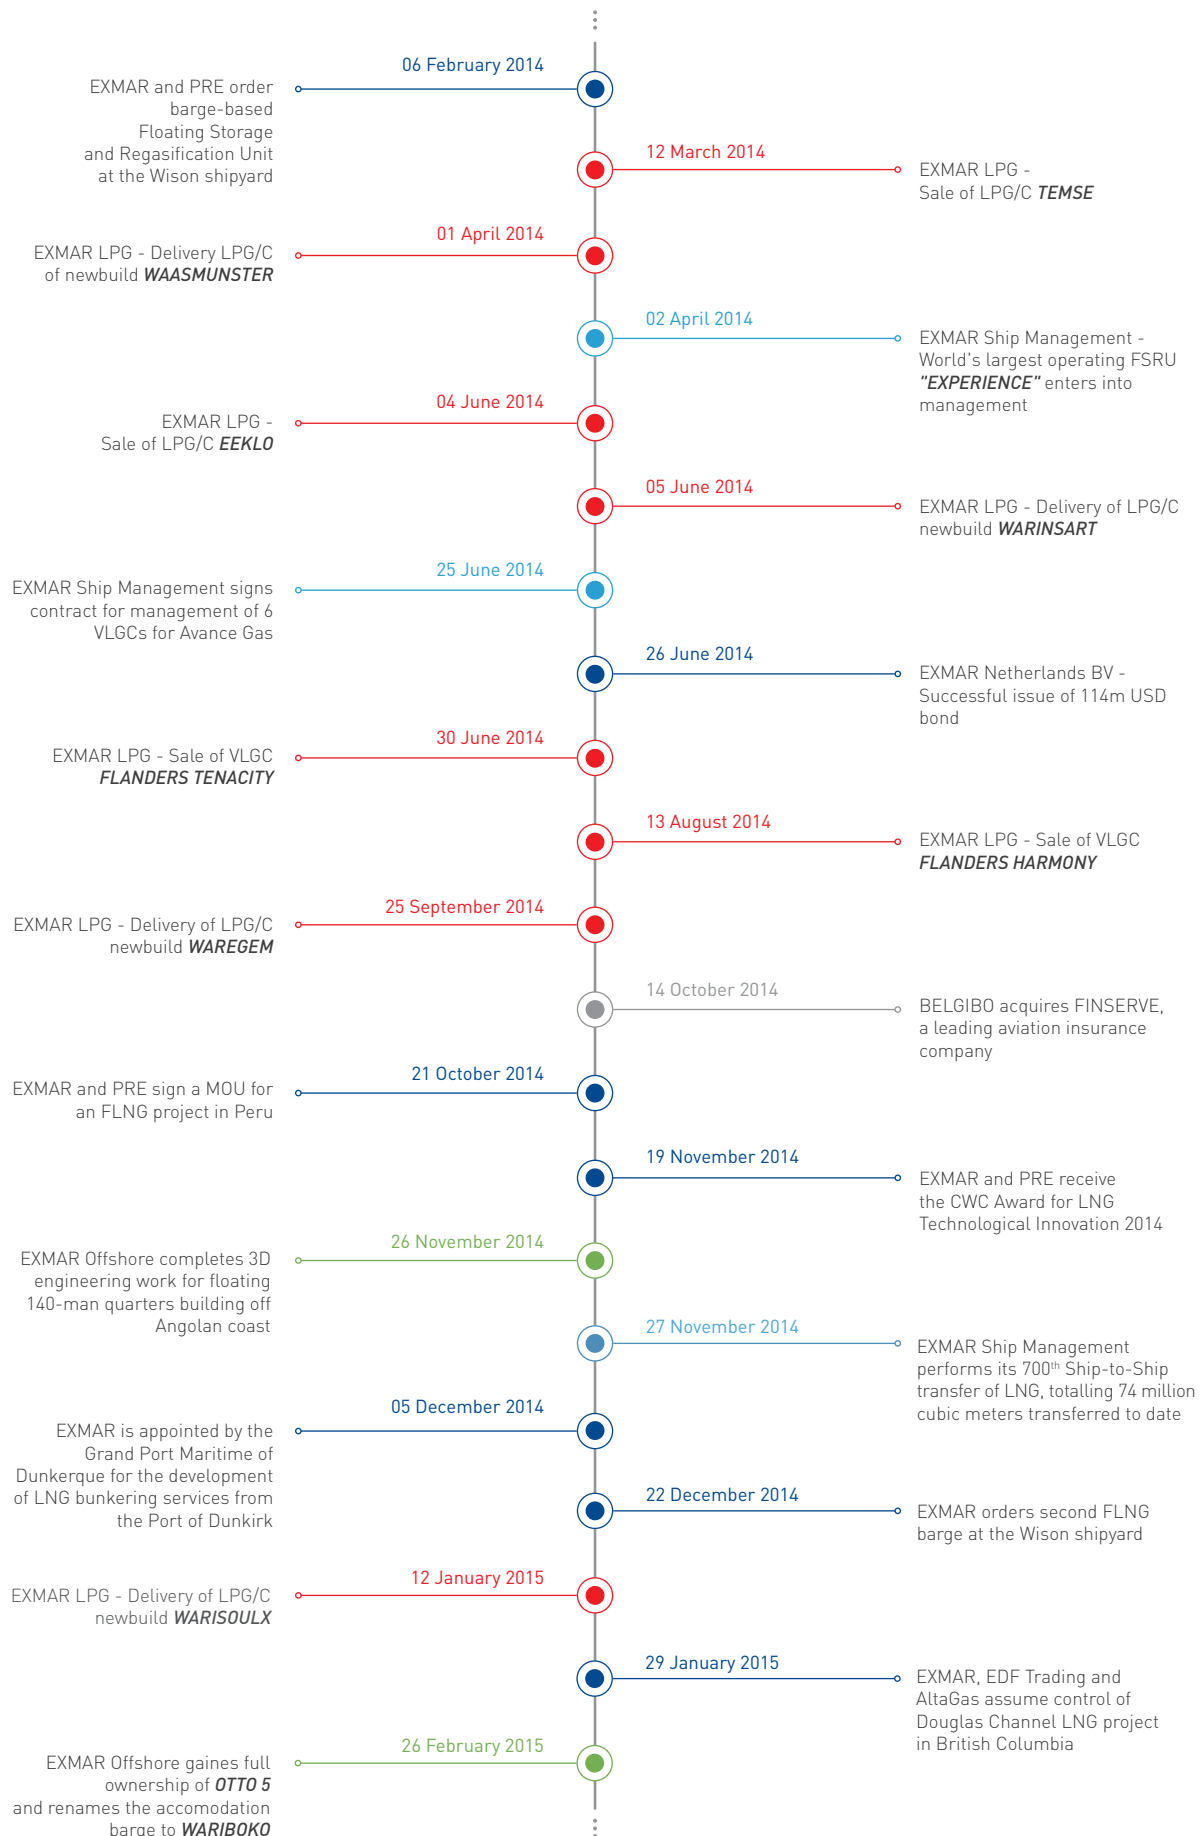 06 February 2014
EXMAR and PRE order
barge-based
Floating Storage
and Regasification Unit
at the Wison shipyard
12 March 2014
EXMAR LPG -
Sale of LPG/C TEMSE
01 April 2014
EXMAR LPG - Delivery LPG/C
of newbuild WAASMUNSTER
02 April 2014
EXMAR Ship Management -
World's largest operating FSRU
"EXPERIENCE" enters into
management
04 June 2014
EXMAR LPG -
Sale of LPG/C EEKLO
05 June 2014
EXMAR LPG - Delivery of LPG/C
newbuild WARINSART
25 June 2014
EXMAR Ship Management signs
contract for management of 6
VLGCs for Avance Gas
26 June 2014
EXMAR Netherlands BV -
Successful issue of 114m USD
bond
30 June 2014
EXMAR LPG - Sale of VLGC
FLANDERS TENACITY
13 August 2014
EXMAR LPG - Sale of VLGC
FLANDERS HARMONY
25 September 2014
EXMAR LPG - Delivery of LPG/C
newbuild WAREGEM
14 October 2014
BELGIBO acquires FINSERVE,
a leading aviation insurance
company
21 October 2014
EXMAR and PRE sign a MOU for
an FLNG project in Peru
19 November 2014
EXMAR and PRE receive
the CWC Award for LNG
Technological Innovation 2014
26 November 2014
EXMAR Offshore completes 3D
engineering work for floating
140-man quarters building off
Angolan coast
27 November 2014
EXMAR Ship Management
performs its 700th Ship-to-Ship
transfer of LNG, totalling 74 million
cubic meters transferred to date
05 December 2014
EXMAR is appointed by the
Grand Port Maritime of
Dunkerque for the development
of LNG bunkering services from
the Port of Dunkirk
22 December 2014
EXMAR orders second FLNG
barge at the Wison shipyard
12 January 2015
EXMAR LPG - Delivery of LPG/C
newbuild WARISOULX
29 January 2015
EXMAR, EDF Trading and
AltaGas assume control of
Douglas Channel LNG project
in British Columbia
26 February 2015
EXMAR Offshore gaines full
ownership of OTTO 5
and renames the accomodation
barge to WARIBOKO